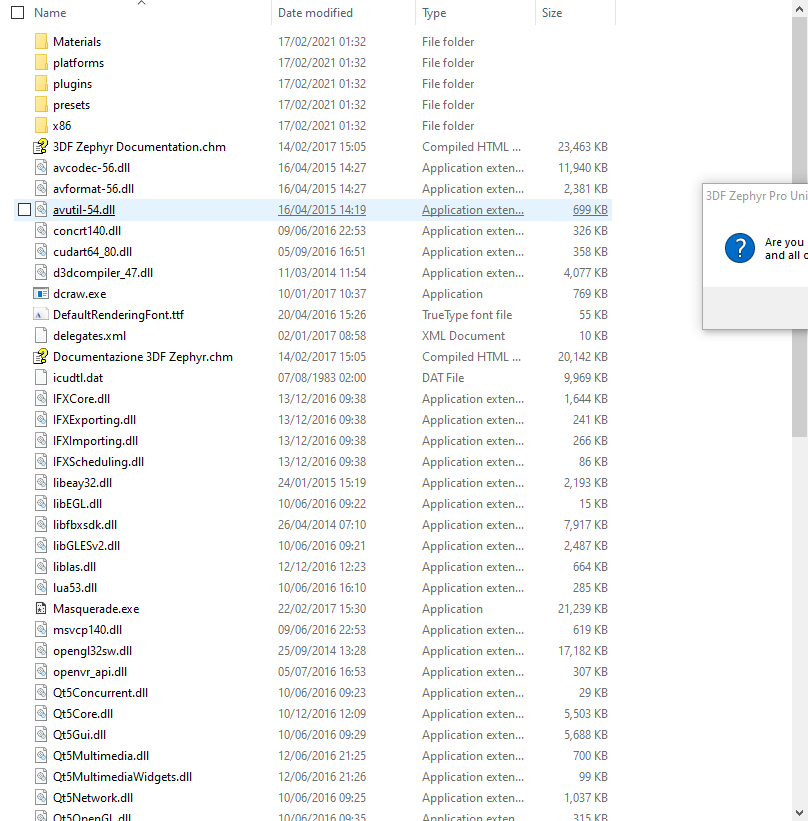 Name Date modified Type Size
Materials 17/02/2021 01:32 File folder
platforms 17/02/2021 01:32 File folder
plugins 17/02/2021 01:32 File folder
presets 17/02/2021 01:32 File folder
x86 17/02/2021 01:32 File folder
3DF Zephyr Documentation.chm 14/02/2017 15:05 Compiled HTML ... 23,463 KB
avcodec-56.dll 16/04/2015 14:27 Application exten... 11,940 KB
avformat-56.dll 16/04/2015 14:27 Application exten... 2,381 KB
avutil-54.dll 16/04/2015 14:19 Application exten... 699 KB
concrt140.dll 09/06/2016 22:53 Application exten... 326 KB
cudart64_80.dll 05/09/2016 16:51 Application exten... 358 KB
d3dcompiler_47.dll 11/03/2014 11:54 Application exten... 4,077 KB
dcraw.exe 10/01/2017 10:37 Application 769 KB
DefaultRenderingFont.ttf 20/04/2016 15:26 TrueType font file 55 KB
delegates.xml 02/01/2017 08:58 XML Document 10 KB
Documentazione 3DF Zephyr.chm 14/02/2017 15:05 Compiled HTML ... 20,142 KB
icudtl.dat 07/08/1983 02:00 DAT File 9,969 KB
IFXCore.dll 13/12/2016 09:38 Application exten... 1,644 KB
IFXExporting.dll 13/12/2016 09:38 Application exten... 241 KB
IFXImporting.dll 13/12/2016 09:38 Application exten... 266 KB
IFXScheduling.dll 13/12/2016 09:38 Application exten... 86 KB
libeay32.dll 24/01/2015 15:19 Application exten... 2,193 KB
libEGL.dll 10/06/2016 09:22 Application exten... 15 KB
libfbxsdk.dll 26/04/2014 07:10 Application exten... 7,917 KB
libGLESv2.dll 10/06/2016 09:21 Application exten... 2,487 KB
liblas.dll 12/12/2016 12:23 Application exten... 664 KB
lua53.dll 10/06/2016 16:10 Application exten... 285 KB
Masquerade.exe 22/02/2017 15:30 Application 21,239 KB
msvcp140.dll 09/06/2016 22:53 Application exten... 619 KB
opengl32sw.dll 25/09/2014 13:28 Application exten... 17,182 KB
openvr_api.dll 05/07/2016 16:53 Application exten... 307 KB
Qt5Concurrent.dll 10/06/2016 09:23 Application exten... 29 KB
Qt5Core.dll 10/12/2016 12:09 Application exten... 5,503 KB
Qt5Gui.dll 10/06/2016 09:29 Application exten... 5,688 KB
Qt5Multimedia.dll 12/06/2016 21:25 Application exten... 700 KB
Qt5MultimediaWidgets.dll 12/06/2016 21:26 Application exten... 99 KB
Qt5Network.dll 10/06/2016 09:25 Application exten... 1,037 KB
Qt5OpenGL.dll 10/06/2016 09:35 Application exten... 315 KB
3DF Zephyr Pro Uni
Are you
and all o